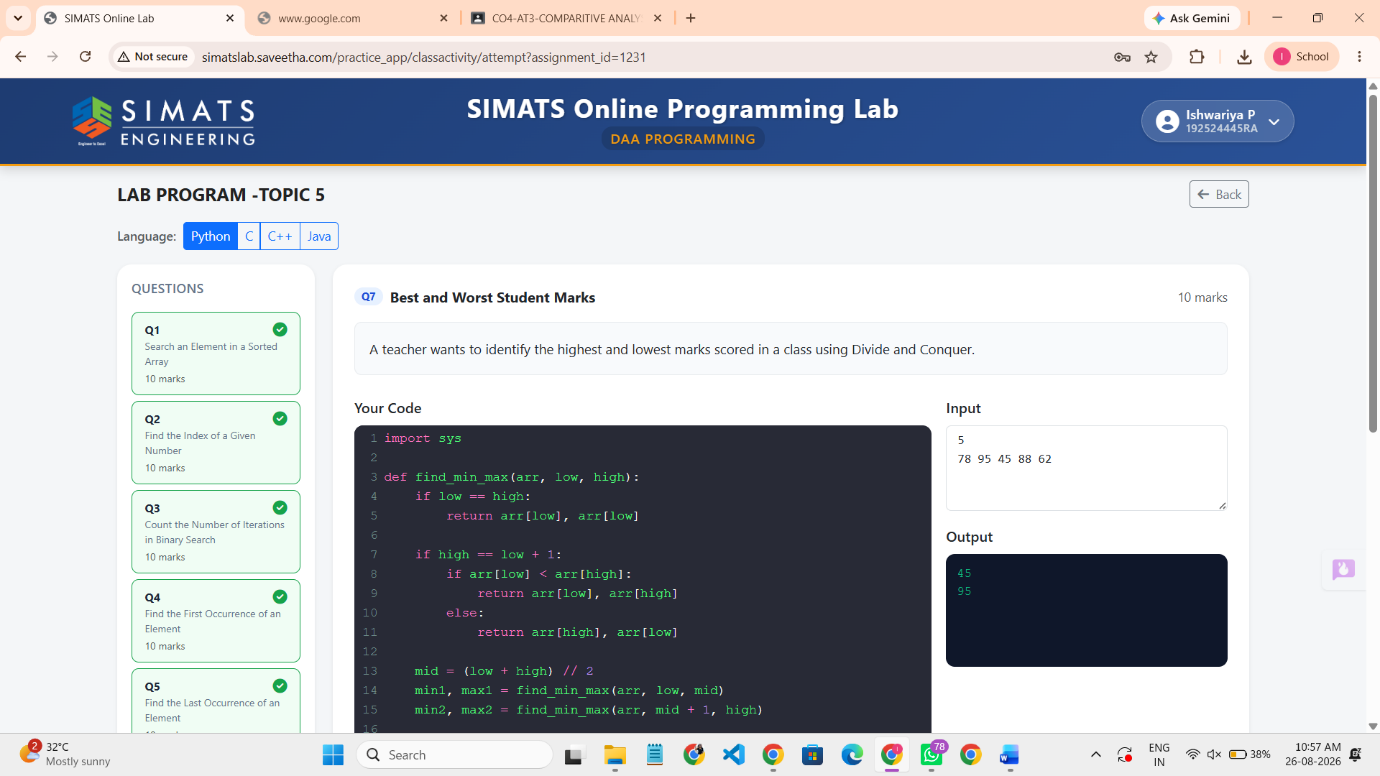 SIMATS Online Lab
www.google.com
CO4-AT3-COMPARITIVE ANALY
Ask Gemini
Not secure
simatslab.saveetha.com/practice_app/classactivity/attempt?assignment_id=1231
I
School
SIMATS
ENGINEERING
SIMATS Online Programming Lab
DAA PROGRAMMING
Ishwariya P
192524445RA
LAB PROGRAM -TOPIC 5
Back
Language:
Python
C
C++
Java
QUESTIONS
Q1
Search an Element in a Sorted
Array
10 marks
Q2
Find the Index of a Given
Number
10 marks
Q3
Count the Number of Iterations
in Binary Search
10 marks
Q4
Find the First Occurrence of an
Element
10 marks
Q5
Find the Last Occurrence of an
Element
Q7
Best and Worst Student Marks
10 marks
A teacher wants to identify the highest and lowest marks scored in a class using Divide and Conquer.
Your Code
1 import sys
2
3 def find_min_max(arr, low, high):
4 if low == high:
5 return arr[low], arr[low]
6
7 if high == low + 1:
8 if arr[low] < arr[high]:
9 return arr[low], arr[high]
10 else:
11 return arr[high], arr[low]
12
13 mid = (low + high) // 2
14 min1, max1 = find_min_max(arr, low, mid)
15 min2, max2 = find_min_max(arr, mid + 1, high)
16
Input
5
78 95 45 88 62
Output
45
95
2
32°C
Mostly sunny
Search
78
ENG
IN
38%
10:57 AM
26-08-2026